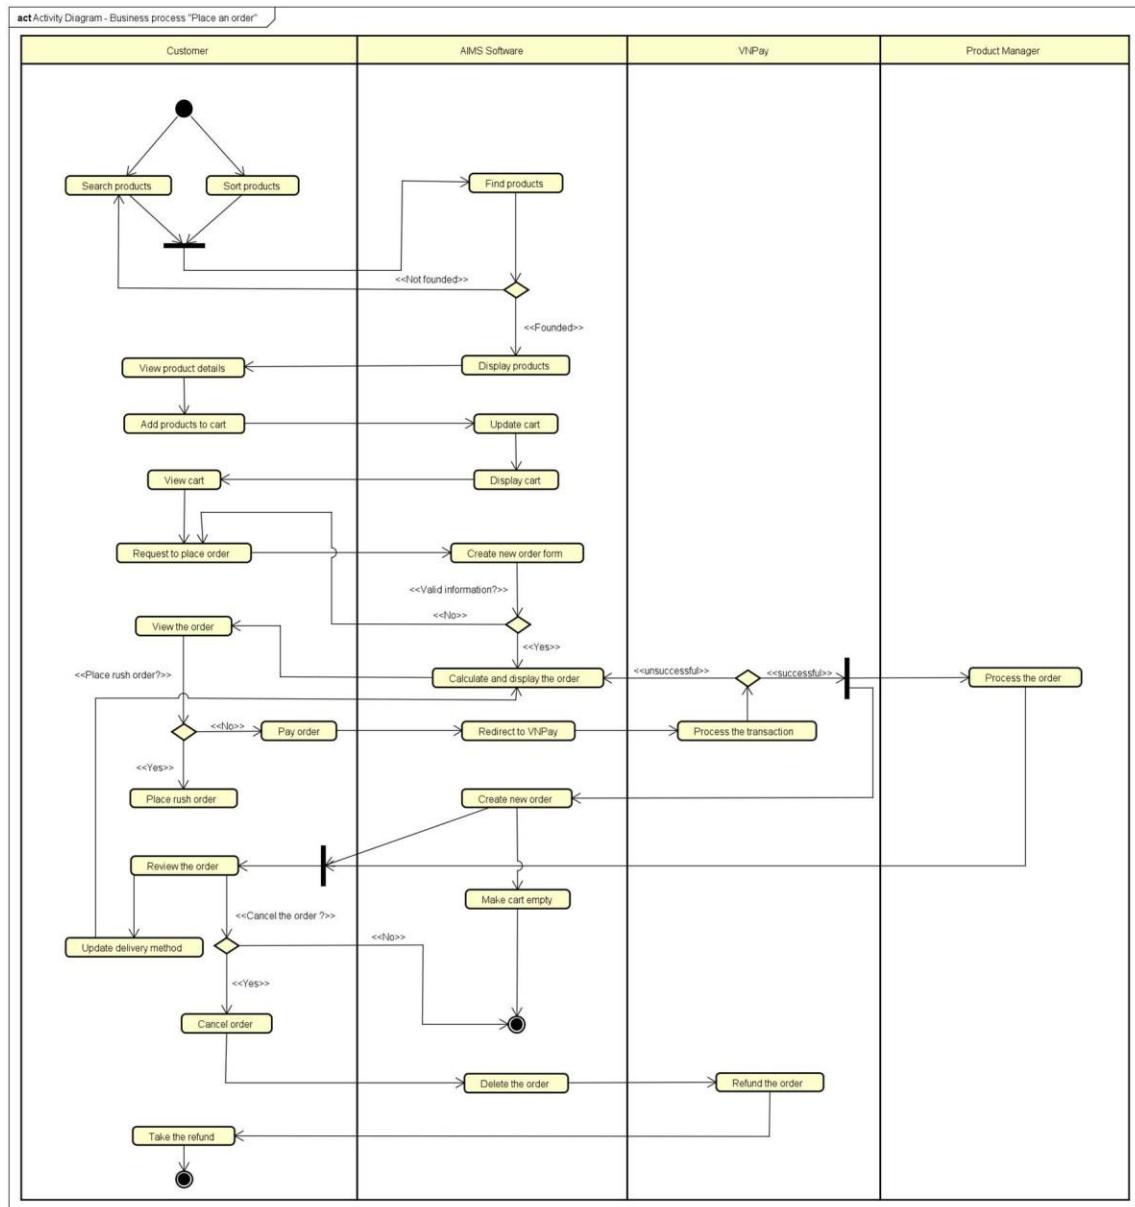 act Activity Diagram - Business process "Place an order"
Customer
AIMS Software
VNPay
Product Manager
Search products
Sort products
Find products
<<Not founded>>
<<Founded>>
View product details
Display products
Add products to cart
Update cart
View cart
Display cart
Request to place order
Create new order form
<<Valid information?>>
<<No>>
View the order
<<Yes>>
<<Place rush order?>>
Calculate and display the order
<<unsuccessful>>
<<successful>>
Process the order
<<No>>
Pay order
Redirect to VNPay
Process the transaction
<<Yes>>
Place rush order
Create new order
Review the order
Make cart empty
<<Cancel the order ?>>
<<No>>
Update delivery method
<<Yes>>
Cancel order
Delete the order
Refund the order
Take the refund